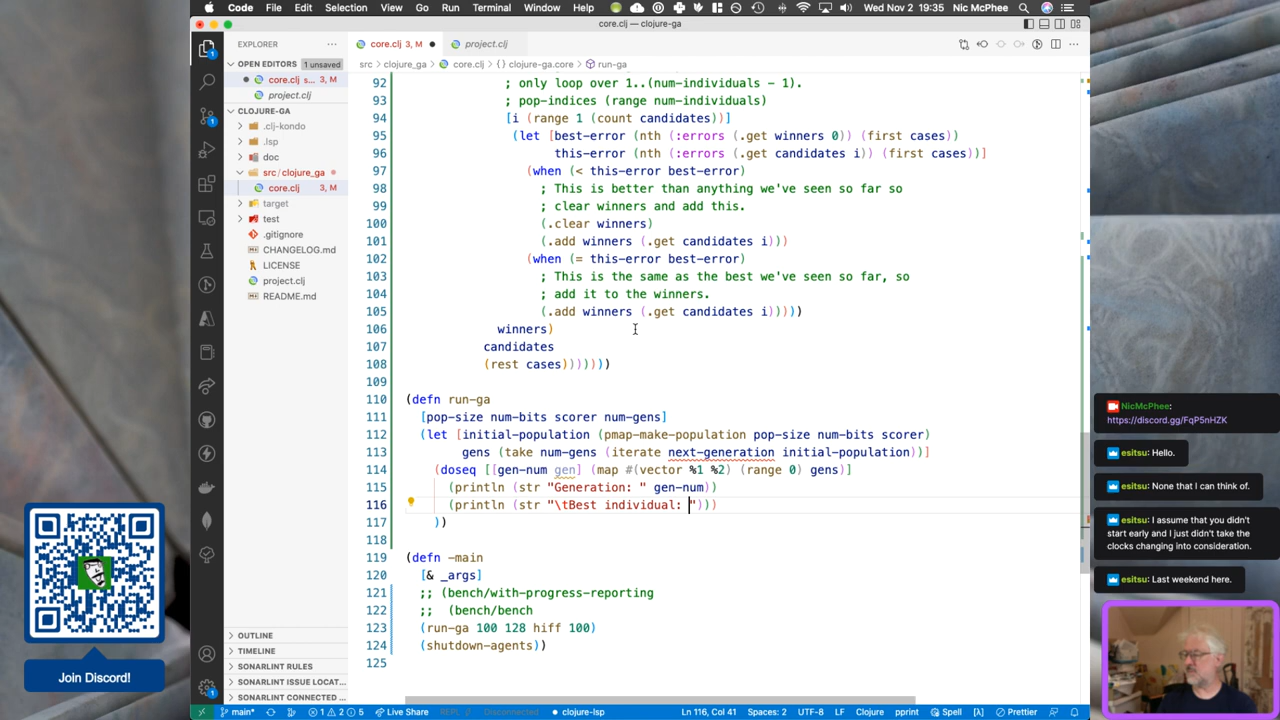 Code File Edit Selection View Go Run Terminal Window Help Wed Nov 2 19:35 Nic McPhee
core.clj — clojure-ga
EXPLORER
core.clj 3, M
project.clj
src clojure_ga core.clj clojure-ga.core run-ga
OPEN EDITORS 1 unsaved
core.clj s... 3, M
project.clj
CLOJURE-GA
.clj-kondo
.lsp
doc
src/clojure_ga
core.clj 3, M
target
test
.gitignore
CHANGELOG.md
LICENSE
project.clj
README.md
OUTLINE
TIMELINE
SONARLINT RULES
SONARLINT ISSUE LOCAT...
SONARLINT CONNECTED ...
92 ; only loop over 1..(num-individuals - 1).
93 ; pop-indices (range num-individuals)
94 [i (range 1 (count candidates))]
95 (let [best-error (nth (:errors (.get winners 0)) (first cases))
96 this-error (nth (:errors (.get candidates i)) (first cases))]
97 (when (< this-error best-error)
98 ; This is better than anything we've seen so far so
99 ; clear winners and add this.
100 (.clear winners)
101 (.add winners (.get candidates i)))
102 (when (= this-error best-error)
103 ; This is the same as the best we've seen so far, so
104 ; add it to the winners.
105 (.add winners (.get candidates i)))))
106 winners)
107 candidates
108 (rest cases))))))
109
110 (defn run-ga
111 [pop-size num-bits scorer num-gens]
112 (let [initial-population (pmap-make-population pop-size num-bits scorer)
113 gens (take num-gens (iterate next-generation initial-population))]
114 (doseq [[gen-num gen] (map #(vector %1 %2) (range 0) gens)]
115 (println (str "Generation: " gen-num))
116 (println (str "\tBest individual: ")))
117 ))
118
119 (defn -main
120 [& _args]
121 ;; (bench/with-progress-reporting
122 ;; (bench/bench
123 (run-ga 100 128 hiff 100)
124 (shutdown-agents))
125
main* 1 2 5 Live Share REPL Disconnected clojure-lsp Ln 116, Col 41 Spaces: 2 UTF-8 LF Clojure pprint Spell [λ] Prettier
Join Discord!
NicMcPhee:
https://discord.gg/FqP5nHZK
esitsu: Hello.
esitsu: None that I can think of.
esitsu: I assume that you didn't
start early and I just didn't take the
clocks changing into consideration.
esitsu: Last weekend here.